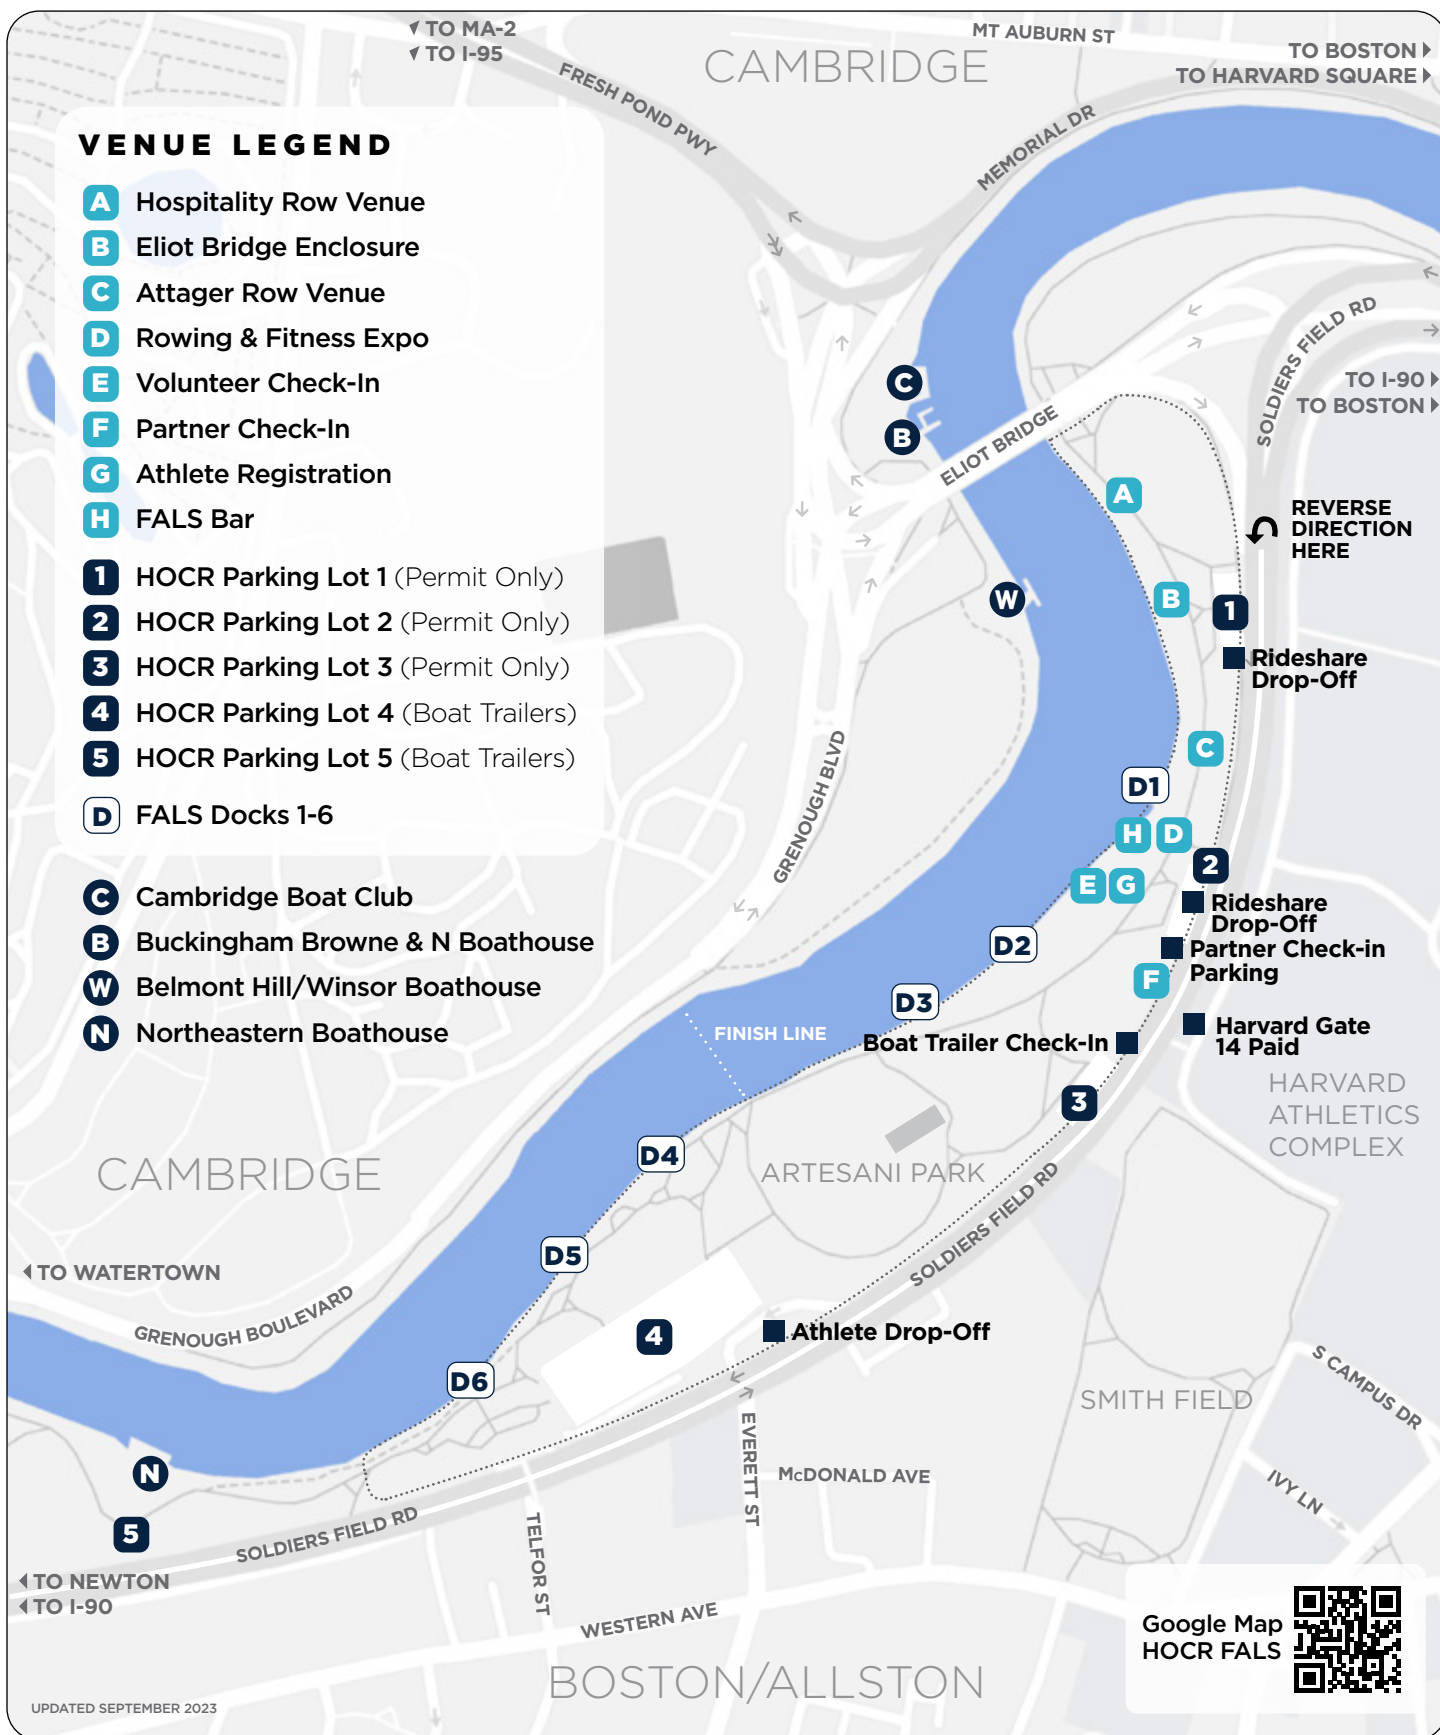 TO MA-2
TO I-95
CAMBRIDGE
MT AUBURN ST
TO BOSTON
TO HARVARD SQUARE
FRESH POND PWY
MEMORIAL DR
VENUE LEGEND
A Hospitality Row Venue
B Eliot Bridge Enclosure
C Attager Row Venue
D Rowing & Fitness Expo
E Volunteer Check-In
F Partner Check-In
G Athlete Registration
H FALS Bar
1 HOCR Parking Lot 1 (Permit Only)
2 HOCR Parking Lot 2 (Permit Only)
3 HOCR Parking Lot 3 (Permit Only)
4 HOCR Parking Lot 4 (Boat Trailers)
5 HOCR Parking Lot 5 (Boat Trailers)
D FALS Docks 1-6
C Cambridge Boat Club
B Buckingham Browne & N Boathouse
W Belmont Hill/Winsor Boathouse
N Northeastern Boathouse
SOLDIERS FIELD RD
TO I-90
TO BOSTON
C
B
ELIOT BRIDGE
A
REVERSE
DIRECTION
HERE
W
B
1
Rideshare
Drop-Off
C
GRENOUGH BLVD
D1
H
D
2
E
G
Rideshare
Drop-Off
D2
Partner Check-in
Parking
F
D3
FINISH LINE
Boat Trailer Check-In
Harvard Gate
14 Paid
3
HARVARD
ATHLETICS
COMPLEX
CAMBRIDGE
D4
ARTESANI PARK
SOLDIERS FIELD RD
D5
TO WATERTOWN
GRENOUGH BOULEVARD
4
Athlete Drop-Off
D6
SMITH FIELD
S CAMPUS DR
EVERETT ST
McDONALD AVE
N
IVY LN
5
SOLDIERS FIELD RD
TELFOR ST
TO NEWTON
TO I-90
WESTERN AVE
Google Map
HOCR FALS
BOSTON/ALLSTON
UPDATED SEPTEMBER 2023